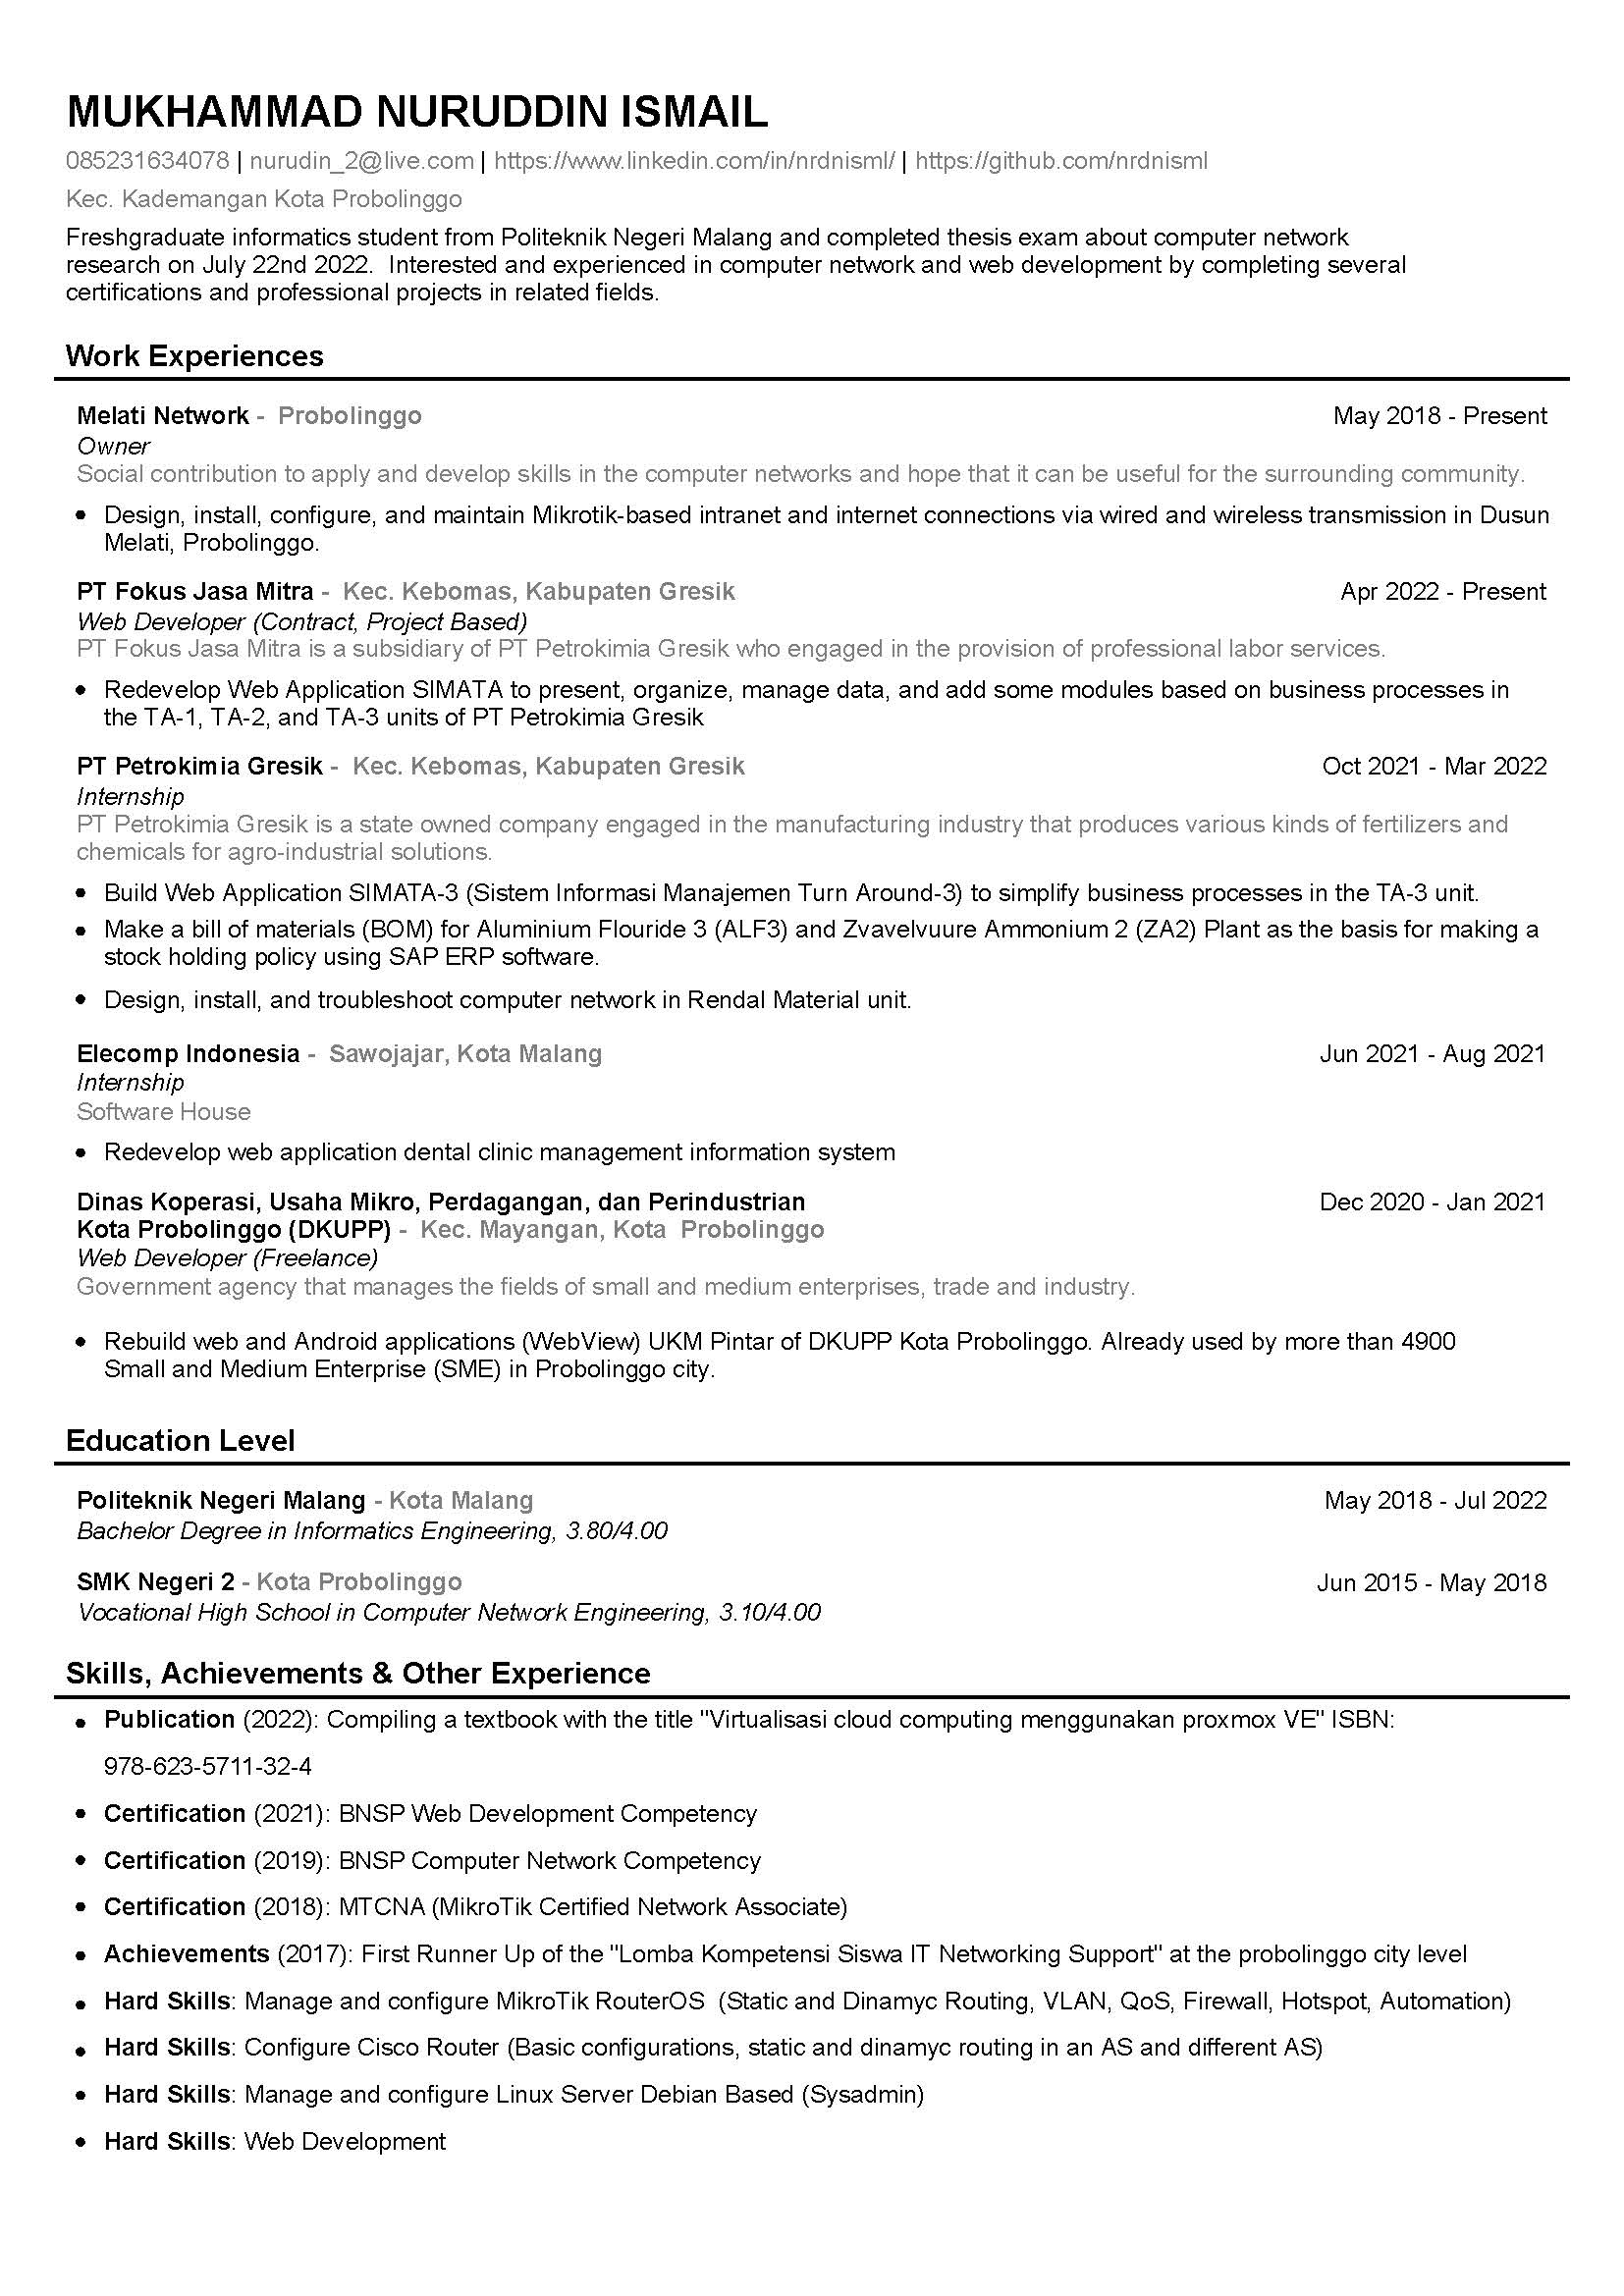 MUKHAMMAD NURUDDIN ISMAIL
085231634078 | nurudin_2@live.com | https://www.linkedin.com/in/nrdnisml/ | https://github.com/nrdnisml
Kec. Kademangan Kota Probolinggo
Freshgraduate informatics student from Politeknik Negeri Malang and completed thesis exam about computer network
research on July 22nd 2022.  Interested and experienced in computer network and web development by completing several
certifications and professional projects in related fields.
Work Experiences
Melati Network - Probolinggo May 2018 - Present
Owner
Social contribution to apply and develop skills in the computer networks and hope that it can be useful for the surrounding community.
• Design, install, configure, and maintain Mikrotik-based intranet and internet connections via wired and wireless transmission in Dusun
Melati, Probolinggo.
PT Fokus Jasa Mitra - Kec. Kebomas, Kabupaten Gresik Apr 2022 - Present
Web Developer (Contract, Project Based)
PT Fokus Jasa Mitra is a subsidiary of PT Petrokimia Gresik who engaged in the provision of professional labor services.
• Redevelop Web Application SIMATA to present, organize, manage data, and add some modules based on business processes in
the TA-1, TA-2, and TA-3 units of PT Petrokimia Gresik
PT Petrokimia Gresik - Kec. Kebomas, Kabupaten Gresik Oct 2021 - Mar 2022
Internship
PT Petrokimia Gresik is a state owned company engaged in the manufacturing industry that produces various kinds of fertilizers and
chemicals for agro-industrial solutions.
• Build Web Application SIMATA-3 (Sistem Informasi Manajemen Turn Around-3) to simplify business processes in the TA-3 unit.
• Make a bill of materials (BOM) for Aluminium Flouride 3 (ALF3) and Zvavelvuure Ammonium 2 (ZA2) Plant as the basis for making a
stock holding policy using SAP ERP software.
• Design, install, and troubleshoot computer network in Rendal Material unit.
Elecomp Indonesia - Sawojajar, Kota Malang Jun 2021 - Aug 2021
Internship
Software House
• Redevelop web application dental clinic management information system
Dinas Koperasi, Usaha Mikro, Perdagangan, dan Perindustrian Dec 2020 - Jan 2021
Kota Probolinggo (DKUPP) - Kec. Mayangan, Kota Probolinggo
Web Developer (Freelance)
Government agency that manages the fields of small and medium enterprises, trade and industry.
• Rebuild web and Android applications (WebView) UKM Pintar of DKUPP Kota Probolinggo. Already used by more than 4900
Small and Medium Enterprise (SME) in Probolinggo city.
Education Level
Politeknik Negeri Malang - Kota Malang May 2018 - Jul 2022
Bachelor Degree in Informatics Engineering, 3.80/4.00
SMK Negeri 2 - Kota Probolinggo Jun 2015 - May 2018
Vocational High School in Computer Network Engineering, 3.10/4.00
Skills, Achievements & Other Experience
• Publication (2022): Compiling a textbook with the title "Virtualisasi cloud computing menggunakan proxmox VE" ISBN:
978-623-5711-32-4
• Certification (2021): BNSP Web Development Competency
• Certification (2019): BNSP Computer Network Competency
• Certification (2018): MTCNA (MikroTik Certified Network Associate)
• Achievements (2017): First Runner Up of the "Lomba Kompetensi Siswa IT Networking Support" at the probolinggo city level
• Hard Skills: Manage and configure MikroTik RouterOS  (Static and Dinamyc Routing, VLAN, QoS, Firewall, Hotspot, Automation)
• Hard Skills: Configure Cisco Router (Basic configurations, static and dinamyc routing in an AS and different AS)
• Hard Skills: Manage and configure Linux Server Debian Based (Sysadmin)
• Hard Skills: Web Development